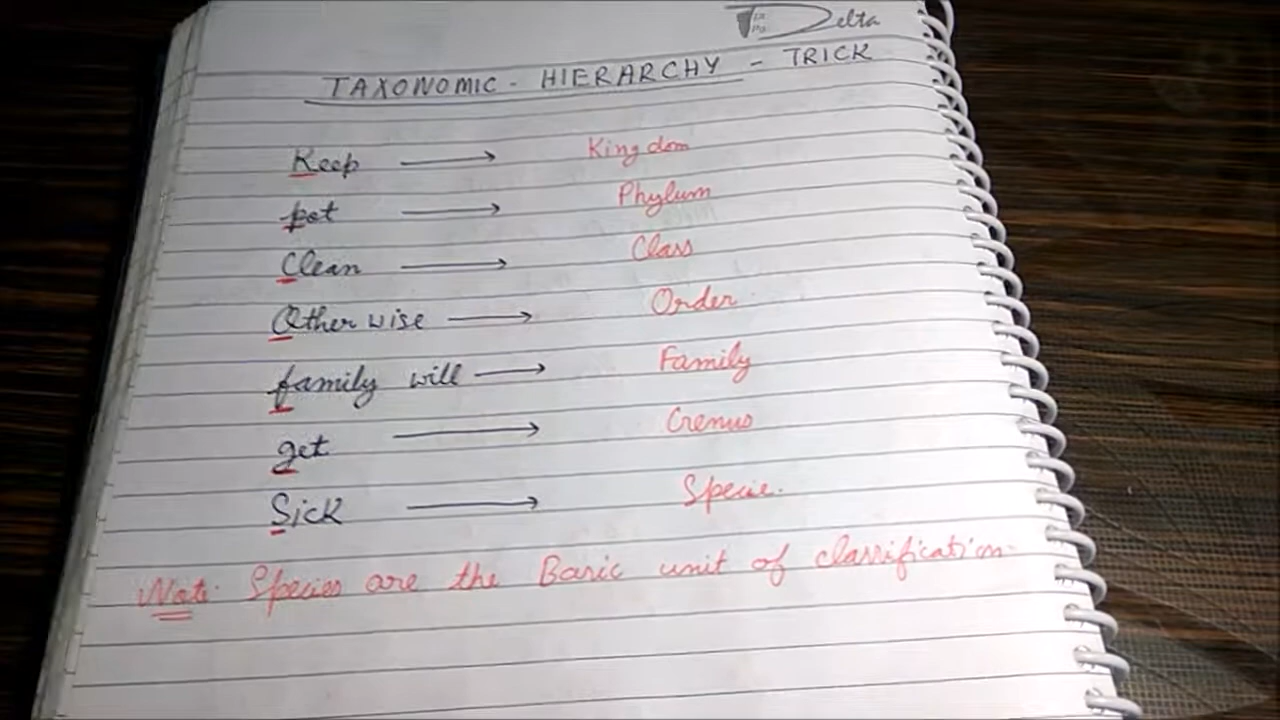 Delta
TAXONOMIC - HIERARCHY - TRICK
Keep → Kingdom
pot → Phylum
Clean → Class
Otherwise → Order
family will → Family
get → Genus
Sick → Specie.
Note: Species are the Basic unit of classification.